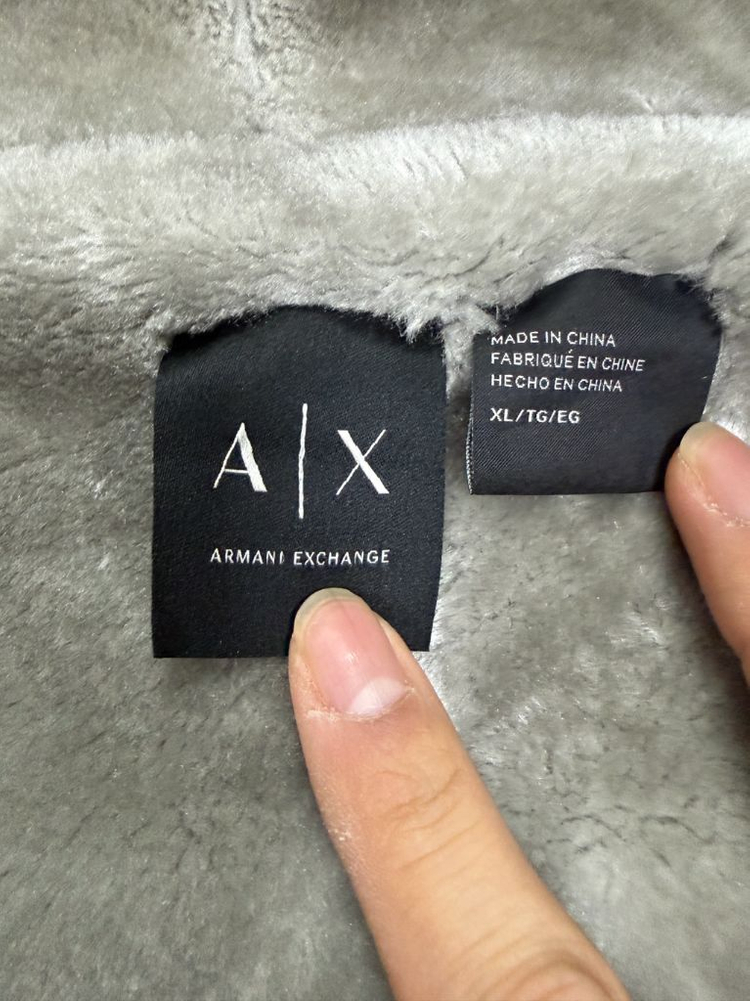 A|X
ARMANI EXCHANGE
MADE IN CHINA
FABRIQUÉ EN CHINE
HECHO EN CHINA
XL/TG/EG